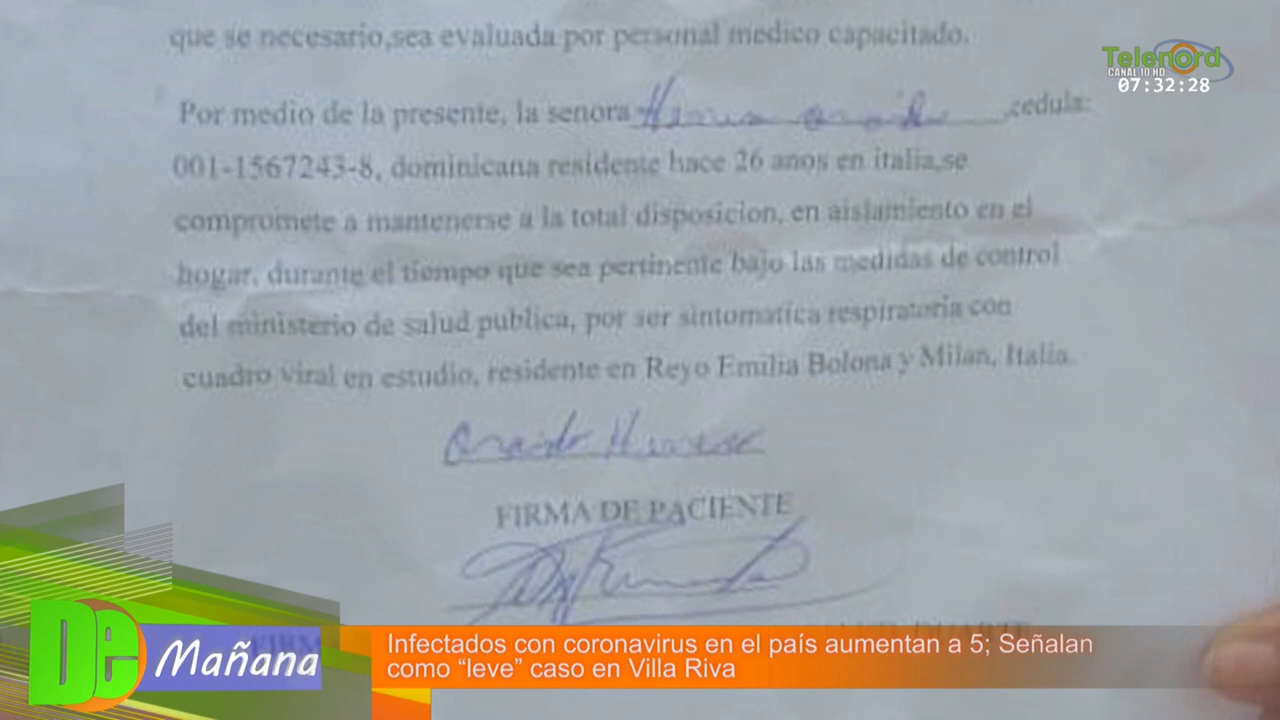 que se necesario,sea evaluada por personal medico capacitado.
Telenord
CANAL 10 HD
07:32:28
Por medio de la presente, la senora cedula:
001-1567243-8, dominicana residente hace 26 anos en italia,se
compromete a mantenerse a la total disposicion, en aislamiento en el
hogar, durante el tiempo que sea pertinente bajo las medidas de control
del ministerio de salud publica, por ser sintomatica respiratoria con
cuadro viral en estudio, residente en Reyo Emilia Bolona y Milan, Italia.
FIRMA DE PACIENTE
De Mañana
Infectados con coronavirus en el país aumentan a 5; Señalan
como “leve” caso en Villa Riva